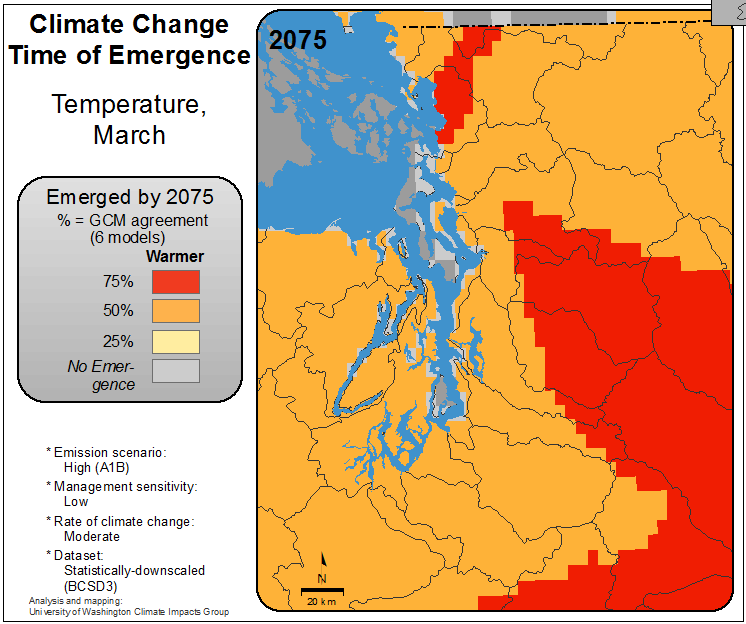 Climate Change
Time of Emergence
Temperature,
March
Emerged by 2075
% = GCM agreement
(6 models)
Warmer
75%
50%
25%
No Emer-
gence
* Emission scenario:
High (A1B)
* Management sensitivity:
Low
* Rate of climate change:
Moderate
* Dataset:
Statistically-downscaled
(BCSD3)
Analysis and mapping:
University of Washington Climate Impacts Group
2075
N
20 km